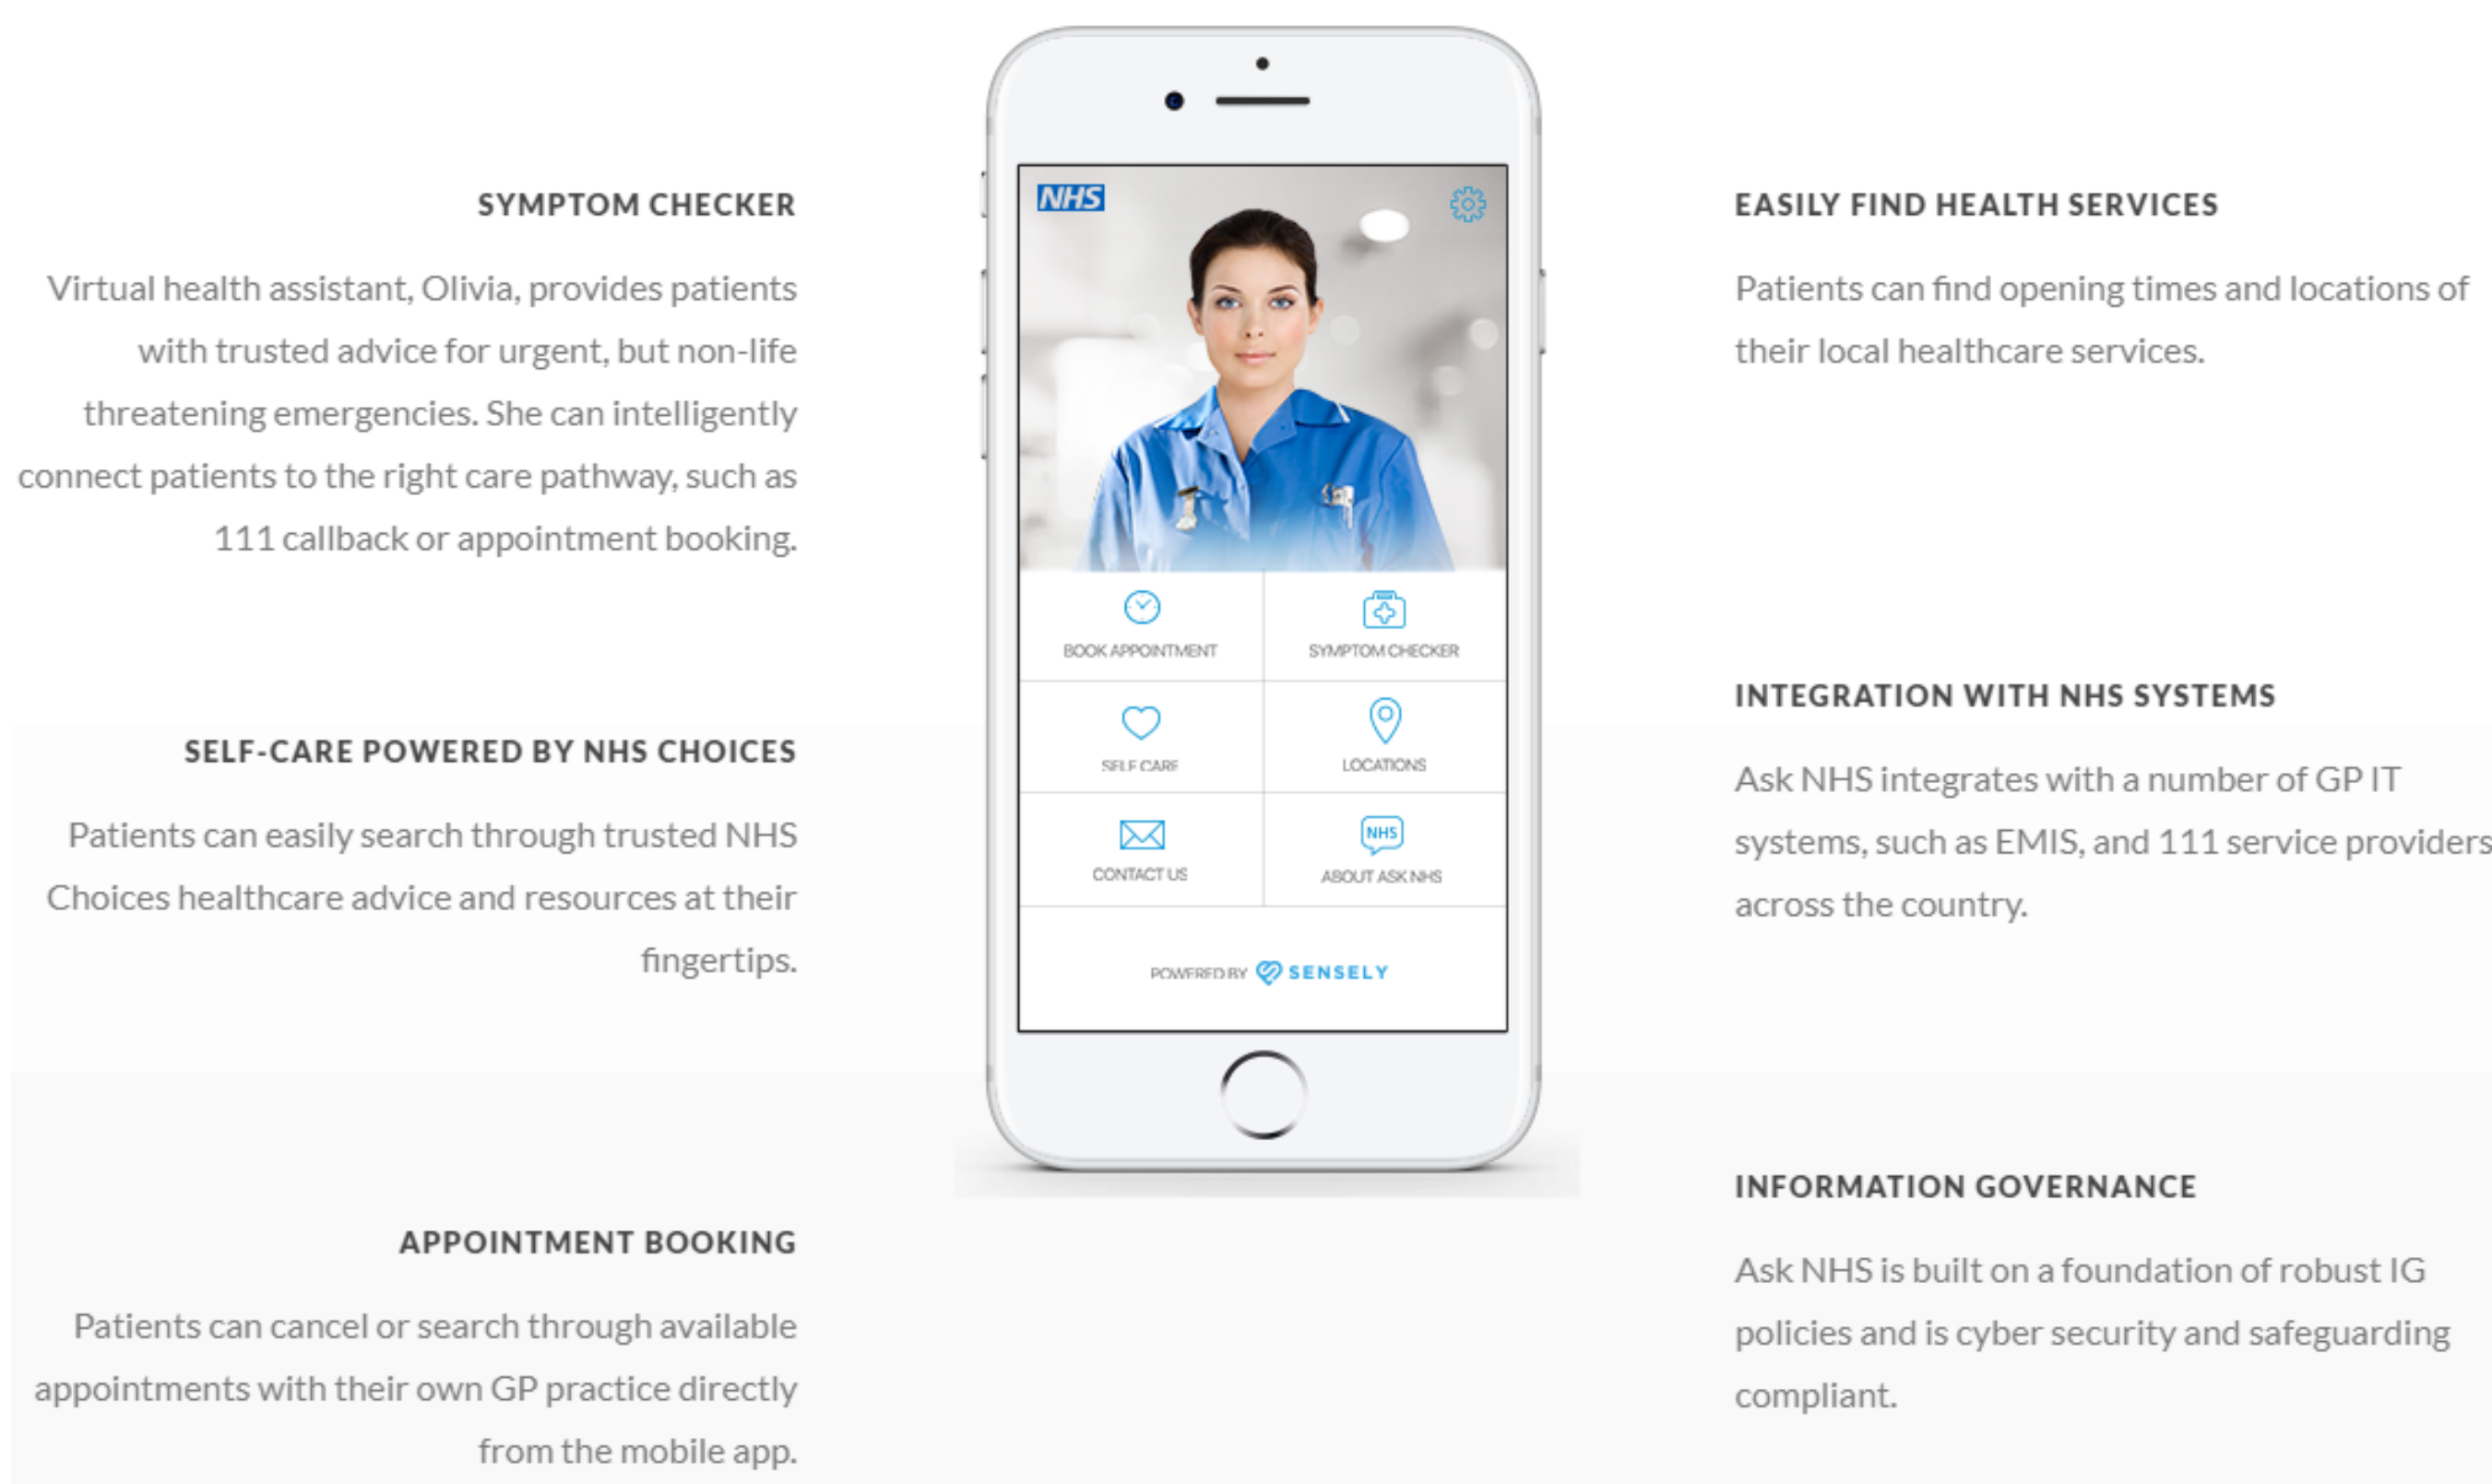 SYMPTOM CHECKER
Virtual health assistant, Olivia, provides patients
with trusted advice for urgent, but non-life
threatening emergencies. She can intelligently
connect patients to the right care pathway, such as
111 callback or appointment booking.
SELF-CARE POWERED BY NHS CHOICES
Patients can easily search through trusted NHS
Choices healthcare advice and resources at their
fingertips.
APPOINTMENT BOOKING
Patients can cancel or search through available
appointments with their own GP practice directly
from the mobile app.
NHS
BOOK APPOINTMENT
SYMPTOM CHECKER
SELF CARE
LOCATIONS
CONTACT US
NHS
ABOUT ASK NHS
POWERED BY SENSELY
EASILY FIND HEALTH SERVICES
Patients can find opening times and locations of
their local healthcare services.
INTEGRATION WITH NHS SYSTEMS
Ask NHS integrates with a number of GP IT
systems, such as EMIS, and 111 service providers
across the country.
INFORMATION GOVERNANCE
Ask NHS is built on a foundation of robust IG
policies and is cyber security and safeguarding
compliant.